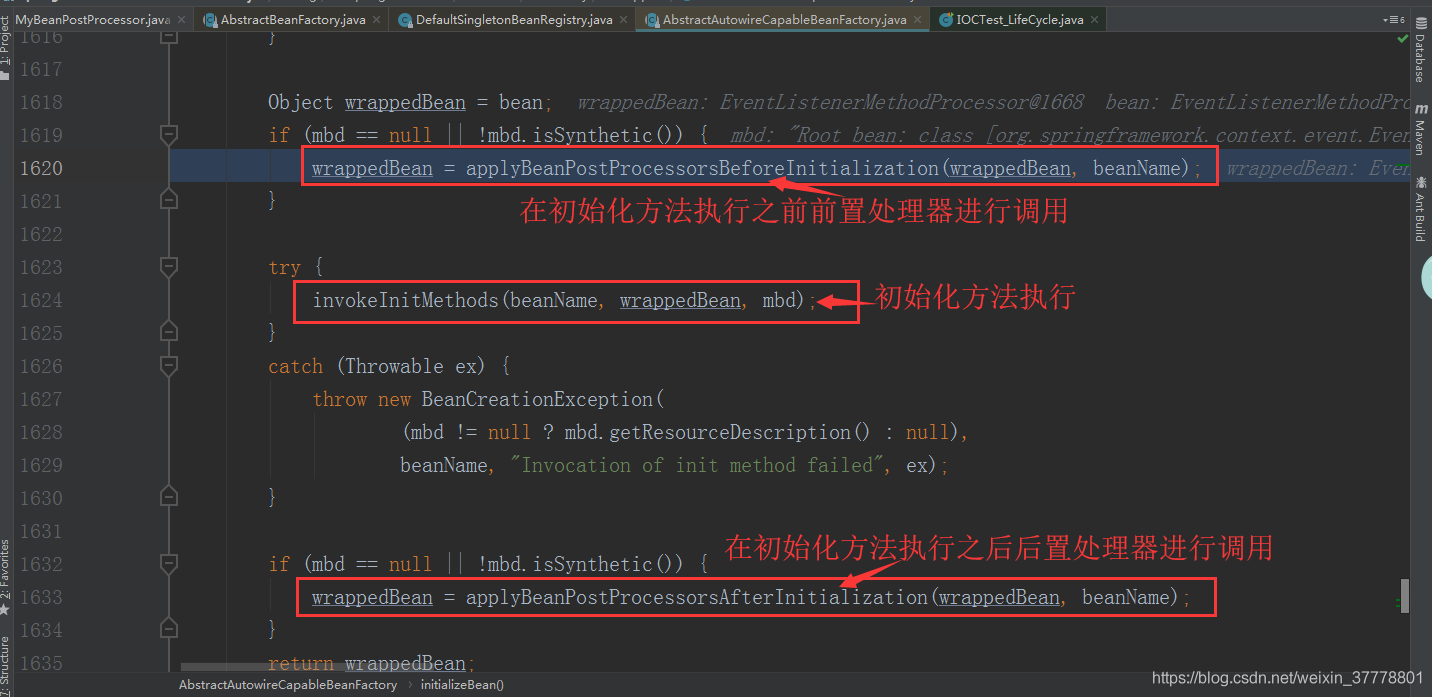 MyBeanPostProcessor.java AbstractBeanFactory.java DefaultSingletonBeanRegistry.java AbstractAutowireCapableBeanFactory.java IOCTest_LifeCycle.java 6
1: Project
Database
Maven
Ant Build
1616 }
1617
1618 Object wrappedBean = bean; wrappedBean: EventListenerMethodProcessor@1668 bean: EventListenerMethodPro
1619 if (mbd == null || !mbd.isSynthetic()) { mbd: "Root bean: class [org.springframework.context.event.Even
1620 wrappedBean = applyBeanPostProcessorsBeforeInitialization(wrappedBean, beanName); wrappedBean: Even
1621 }
在初始化方法执行之前前置处理器进行调用
1622
1623 try {
1624 invokeInitMethods(beanName, wrappedBean, mbd);
初始化方法执行
1625 }
1626 catch (Throwable ex) {
1627 throw new BeanCreationException(
1628 (mbd != null ? mbd.getResourceDescription() : null),
1629 beanName, "Invocation of init method failed", ex);
1630 }
1631
在初始化方法执行之后后置处理器进行调用
1632 if (mbd == null || !mbd.isSynthetic()) {
1633 wrappedBean = applyBeanPostProcessorsAfterInitialization(wrappedBean, beanName);
1634 }
1635 return wrappedBean;
2: Favorites
7: Structure
AbstractAutowireCapableBeanFactory › initializeBean()
https://blog.csdn.net/weixin_37778801